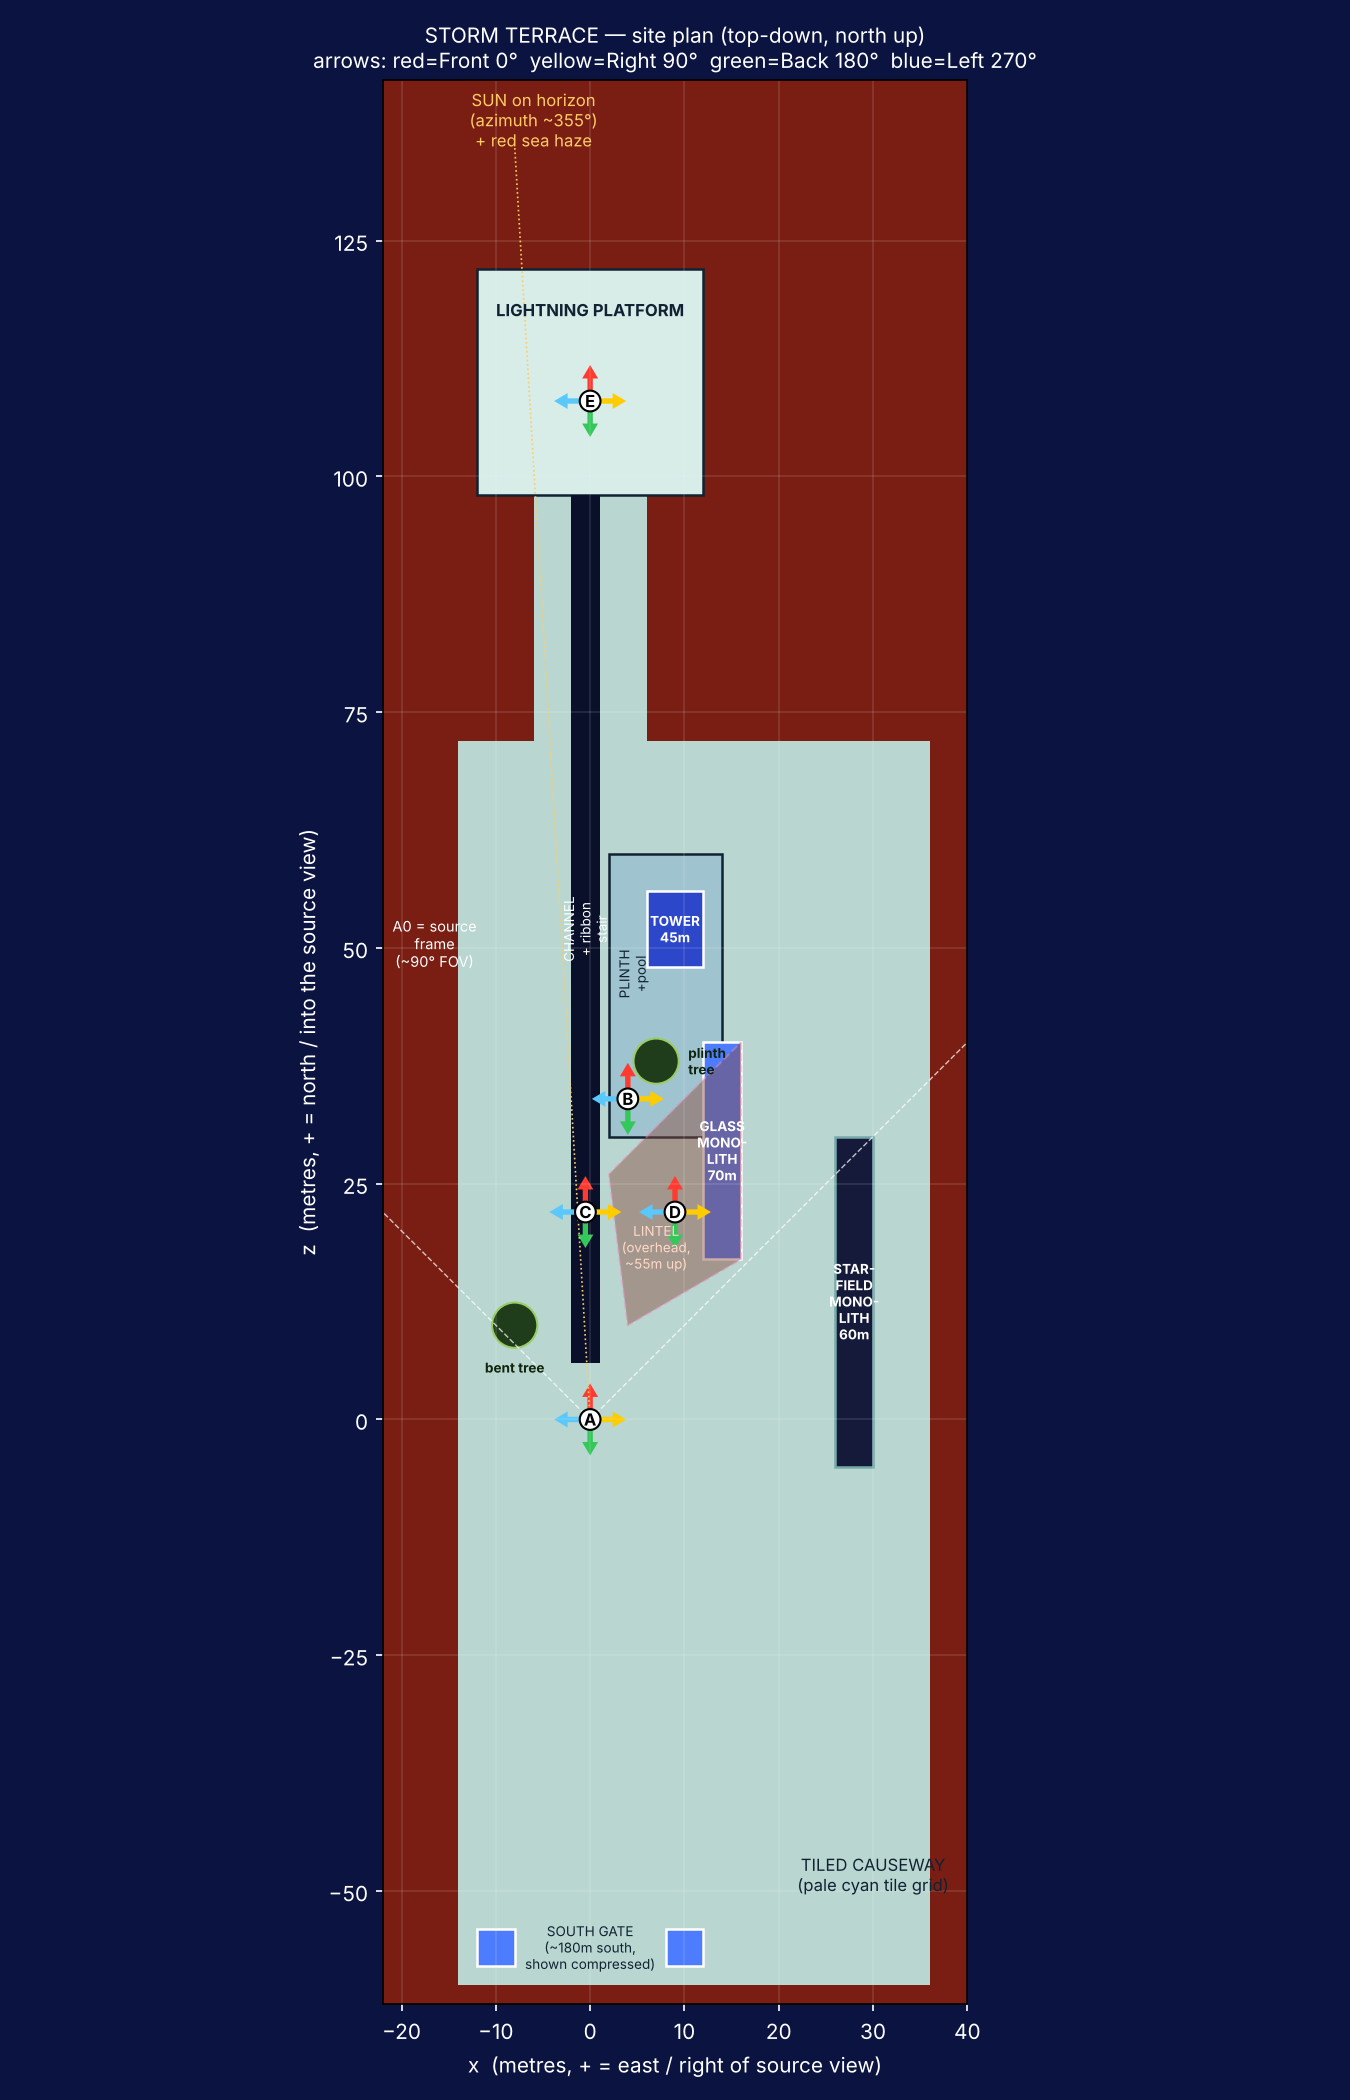 STORM TERRACE — site plan (top-down, north up)
arrows: red=Front 0°  yellow=Right 90°  green=Back 180°  blue=Left 270°
SUN on horizon
(azimuth ~355°)
+ red sea haze
125
LIGHTNING PLATFORM
E
100
75
CHANNEL
+ ribbon
stair
A0 = source
frame
(~90° FOV)
TOWER
45m
50
PLINTH
+pool
plinth
tree
B
GLASS
MONO-
LITH
70m
25
C
D
LINTEL
(overhead,
~55m up)
STAR-
FIELD
MONO-
LITH
60m
bent tree
A
0
z  (metres, + = north / into the source view)
−25
TILED CAUSEWAY
(pale cyan tile grid)
−50
SOUTH GATE
(~180m south,
shown compressed)
−20
−10
0
10
20
30
40
x  (metres, + = east / right of source view)